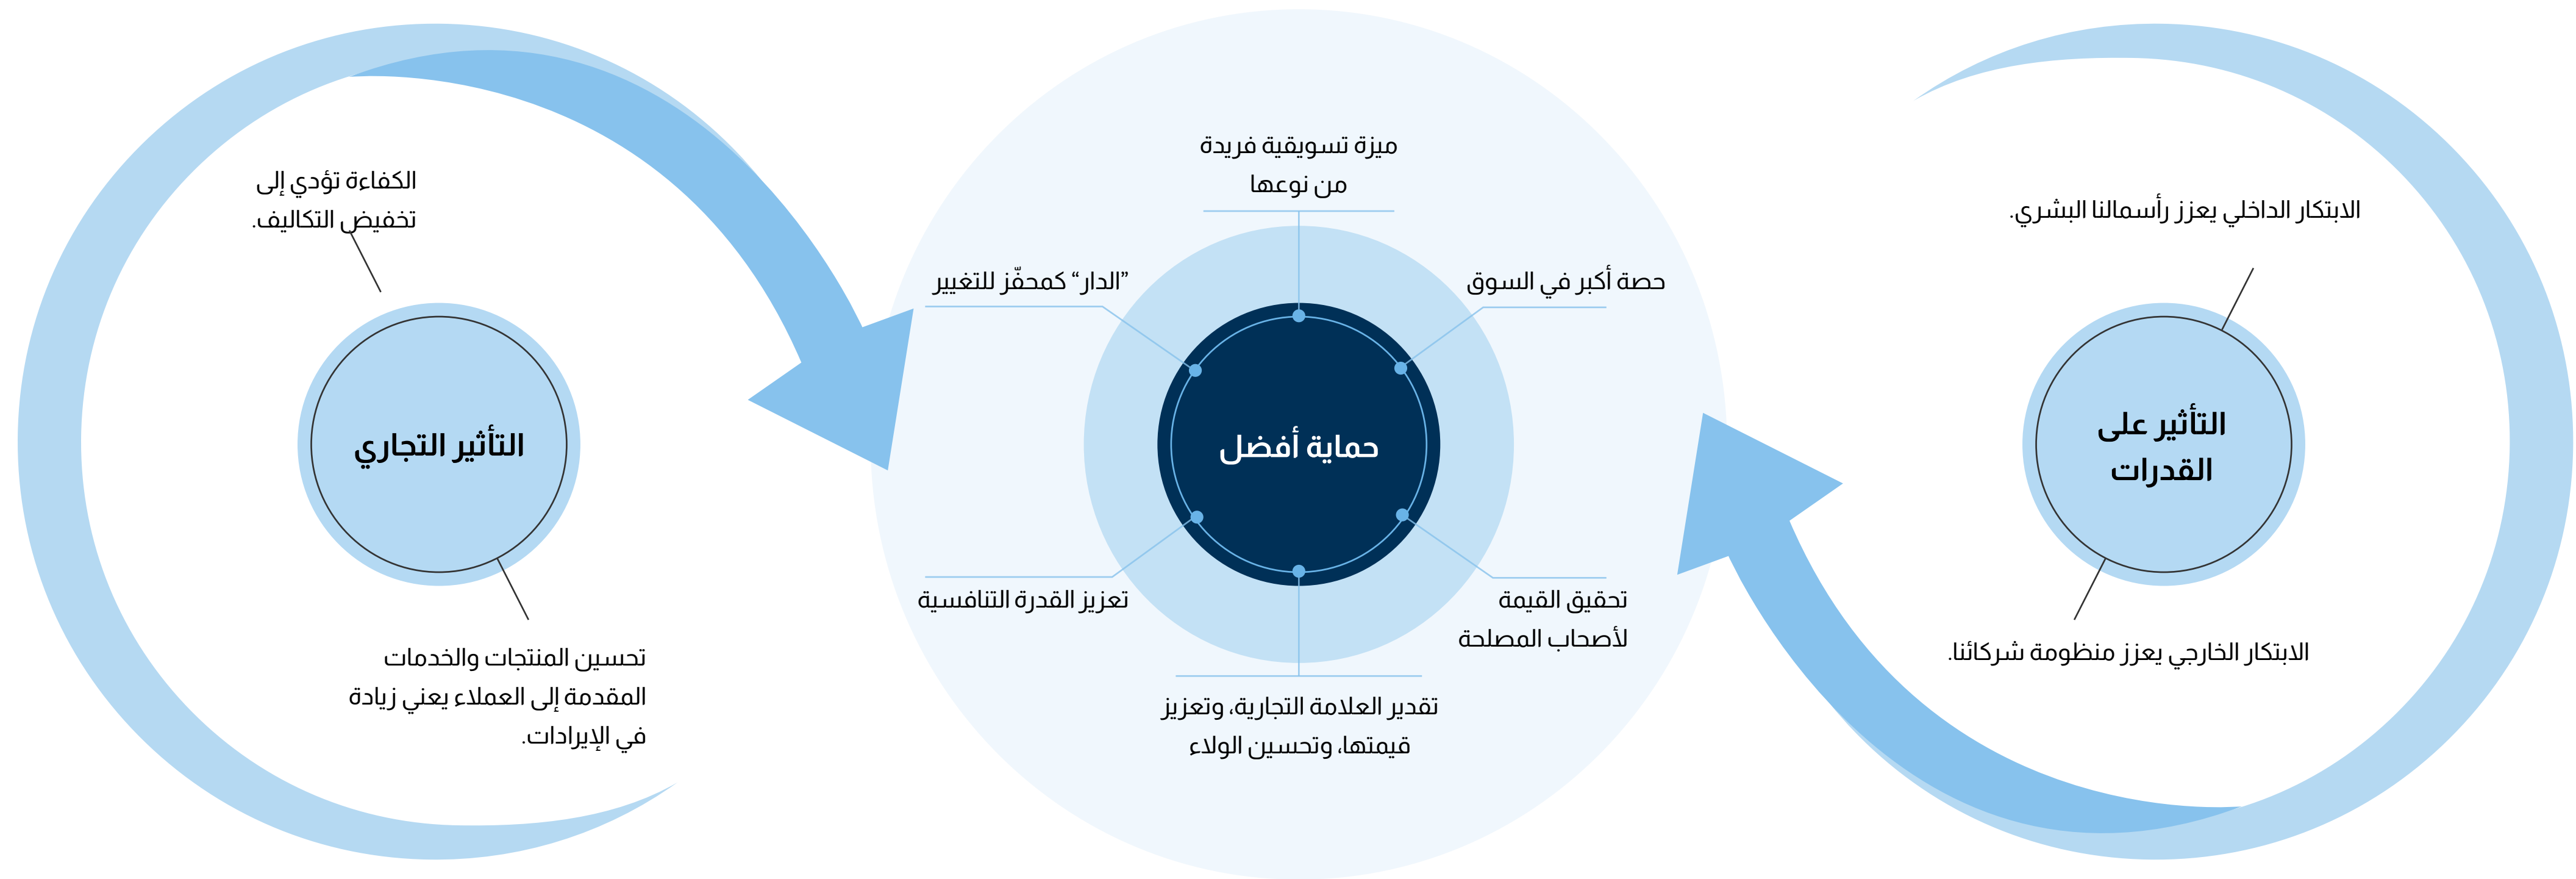 الابتكار الداخلي يعزز رأسمالنا البشري.
التأثير على
القدرات
الابتكار الخارجي يعزز منظومة شركائنا.
ميزة تسويقية فريدة
من نوعها
حصة أكبر في السوق
"الدار" كمحفّز للتغيير
حماية أفضل
تحقيق القيمة
لأصحاب المصلحة
تعزيز القدرة التنافسية
تقدير العلامة التجارية، وتعزيز
قيمتها، وتحسين الولاء
الكفاءة تؤدي إلى
تخفيض التكاليف.
التأثير التجاري
تحسين المنتجات والخدمات
المقدمة إلى العملاء يعني زيادة
في الإيرادات.